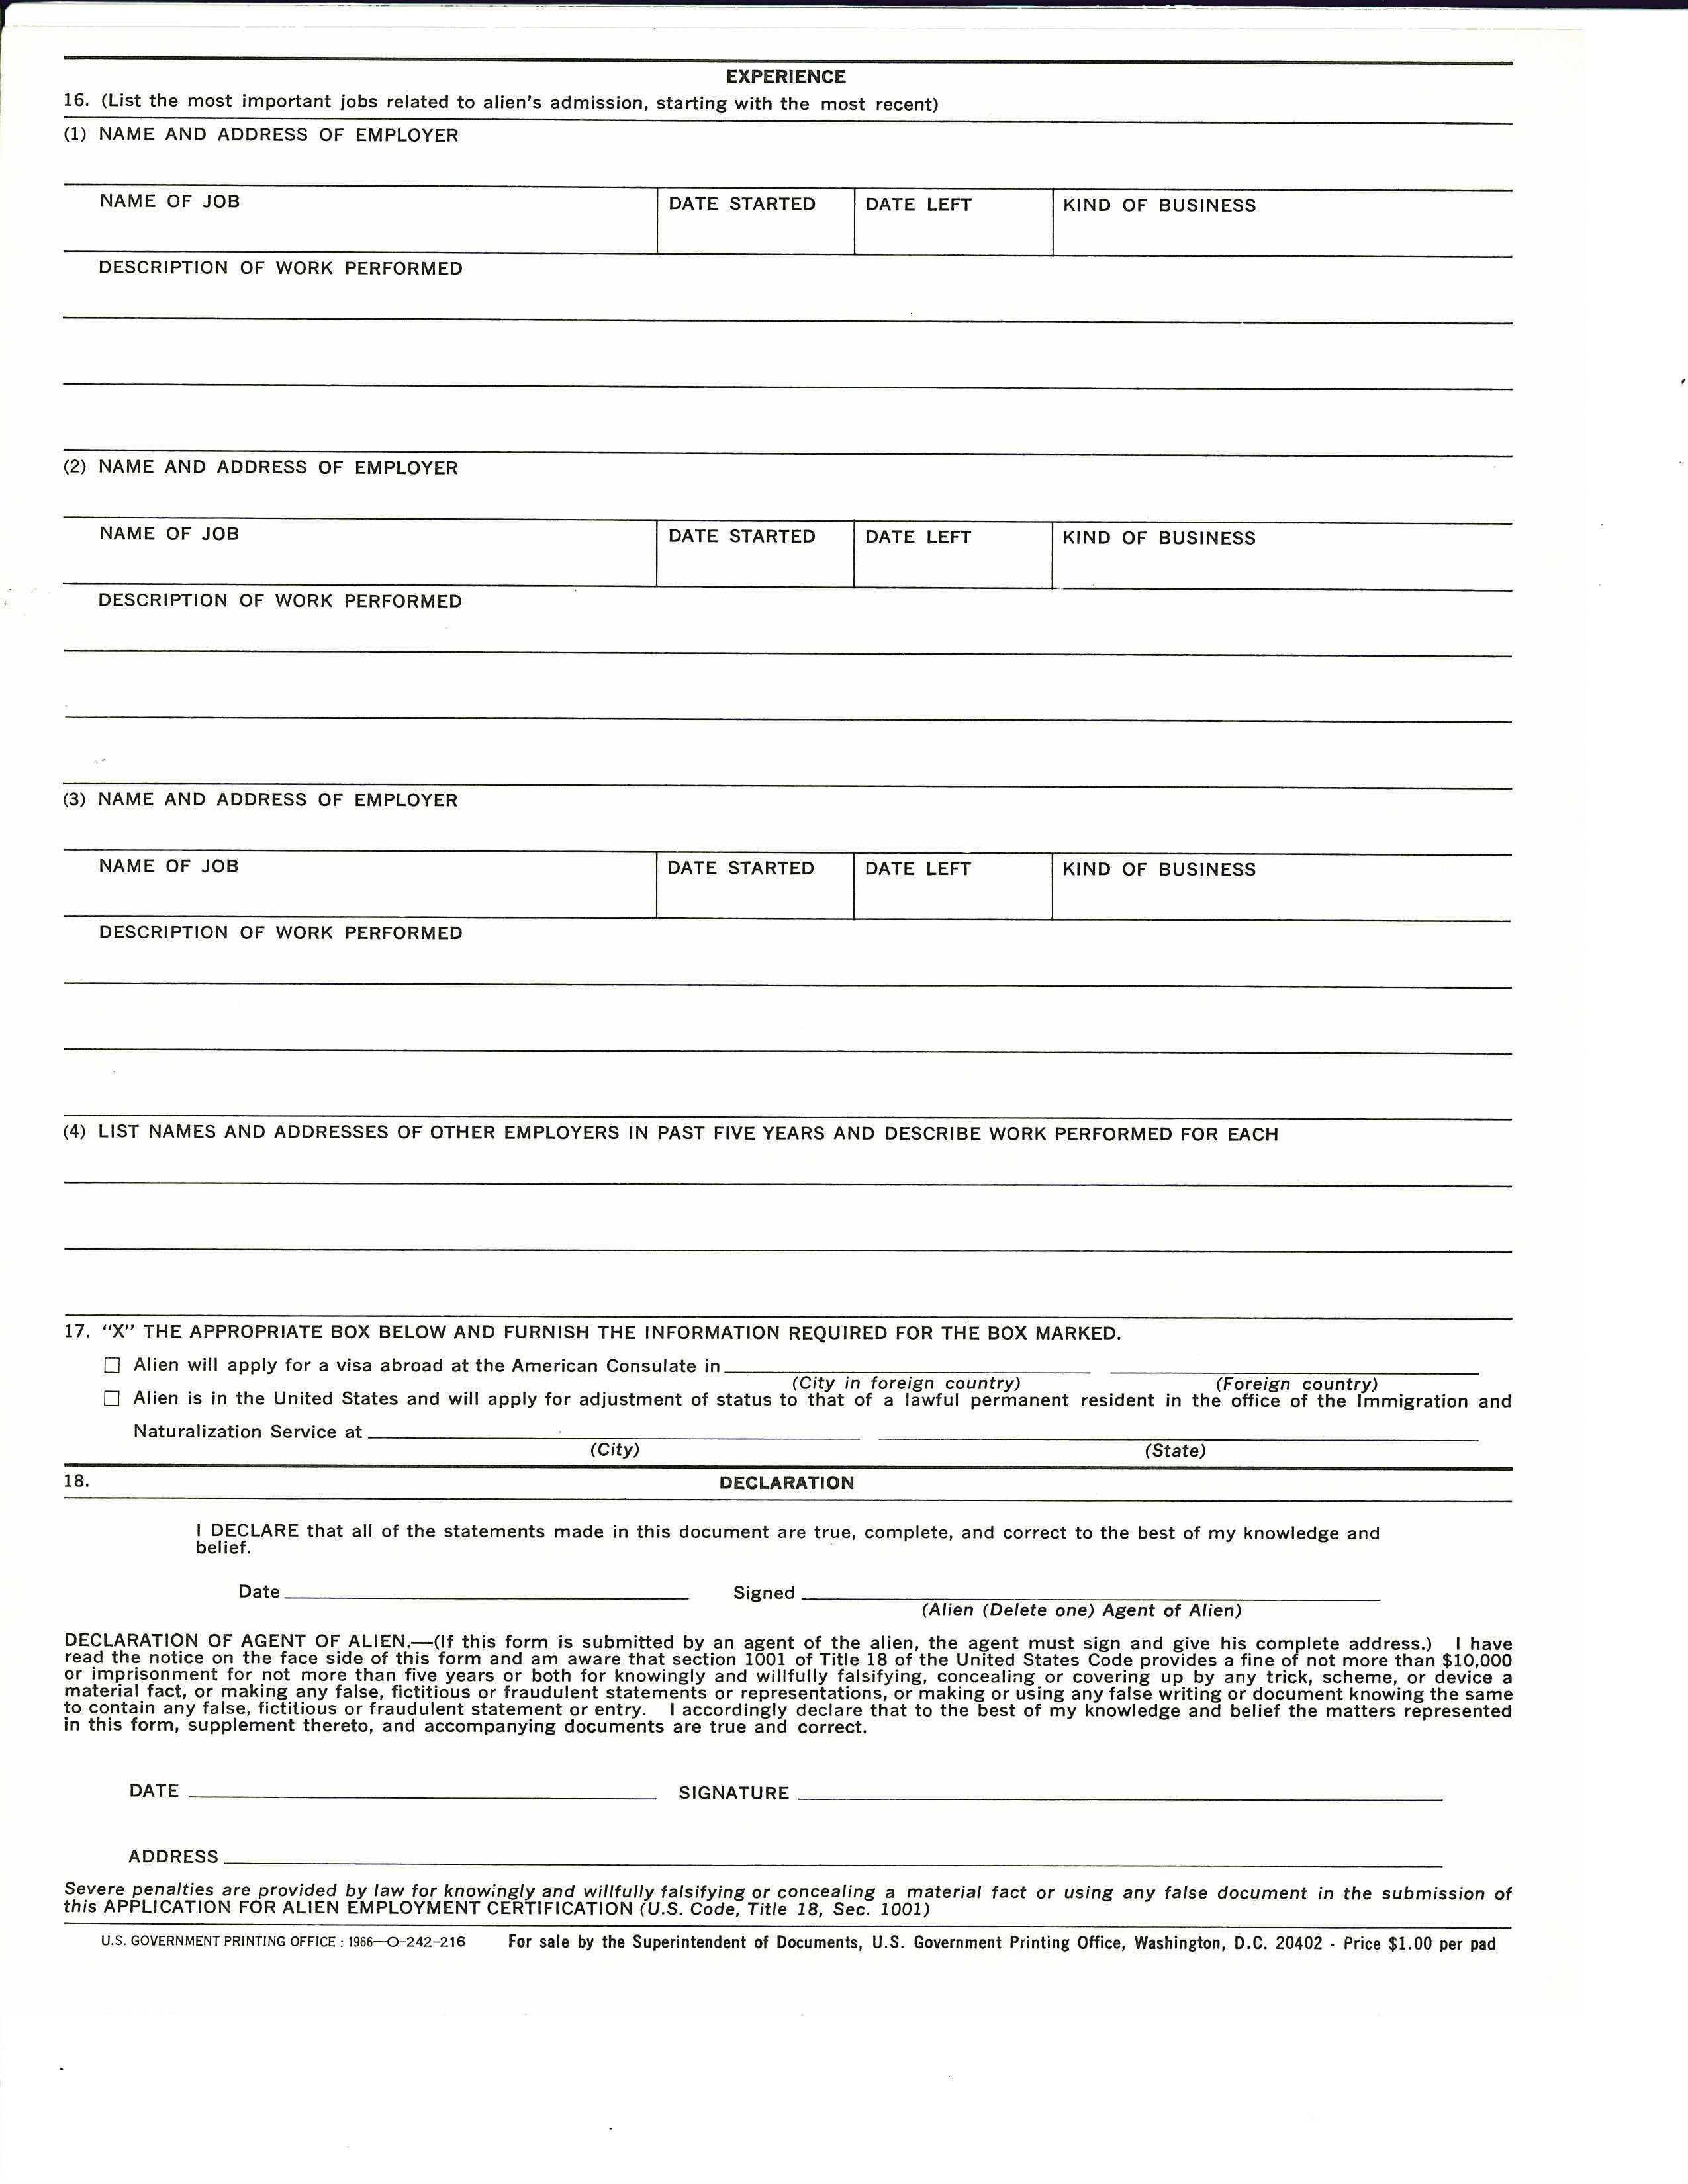 EXPERIENCE
16. (List the most important jobs related to alien's admission, starting with the most recent)
(1) NAME AND ADDRESS OF EMPLOYER
NAME OF JOB DATE STARTED DATE LEFT KIND OF BUSINESS
DESCRIPTION OF WORK PERFORMED
(2) NAME AND ADDRESS OF EMPLOYER
NAME OF JOB DATE STARTED DATE LEFT KIND OF BUSINESS
DESCRIPTION OF WORK PERFORMED
(3) NAME AND ADDRESS OF EMPLOYER
NAME OF JOB DATE STARTED DATE LEFT KIND OF BUSINESS
DESCRIPTION OF WORK PERFORMED
(4) LIST NAMES AND ADDRESSES OF OTHER EMPLOYERS IN PAST FIVE YEARS AND DESCRIBE WORK PERFORMED FOR EACH
17. "X" THE APPROPRIATE BOX BELOW AND FURNISH THE INFORMATION REQUIRED FOR THE BOX MARKED.
☐ Alien will apply for a visa abroad at the American Consulate in
(City in foreign country) (Foreign country)
☐ Alien is in the United States and will apply for adjustment of status to that of a lawful permanent resident in the office of the Immigration and
Naturalization Service at
(City) (State)
18. DECLARATION
I DECLARE that all of the statements made in this document are true, complete, and correct to the best of my knowledge and
belief.
Date Signed
(Alien (Delete one) Agent of Alien)
DECLARATION OF AGENT OF ALIEN.—(If this form is submitted by an agent of the alien, the agent must sign and give his complete address.) I have
read the notice on the face side of this form and am aware that section 1001 of Title 18 of the United States Code provides a fine of not more than $10,000
or imprisonment for not more than five years or both for knowingly and willfully falsifying, concealing or covering up by any trick, scheme, or device a
material fact, or making any false, fictitious or fraudulent statements or representations, or making or using any false writing or document knowing the same
to contain any false, fictitious or fraudulent statement or entry. I accordingly declare that to the best of my knowledge and belief the matters represented
in this form, supplement thereto, and accompanying documents are true and correct.
DATE SIGNATURE
ADDRESS
Severe penalties are provided by law for knowingly and willfully falsifying or concealing a material fact or using any false document in the submission of
this APPLICATION FOR ALIEN EMPLOYMENT CERTIFICATION (U.S. Code, Title 18, Sec. 1001)
U.S. GOVERNMENT PRINTING OFFICE : 1966—O-242-216 For sale by the Superintendent of Documents, U.S. Government Printing Office, Washington, D.C. 20402 - Price $1.00 per pad